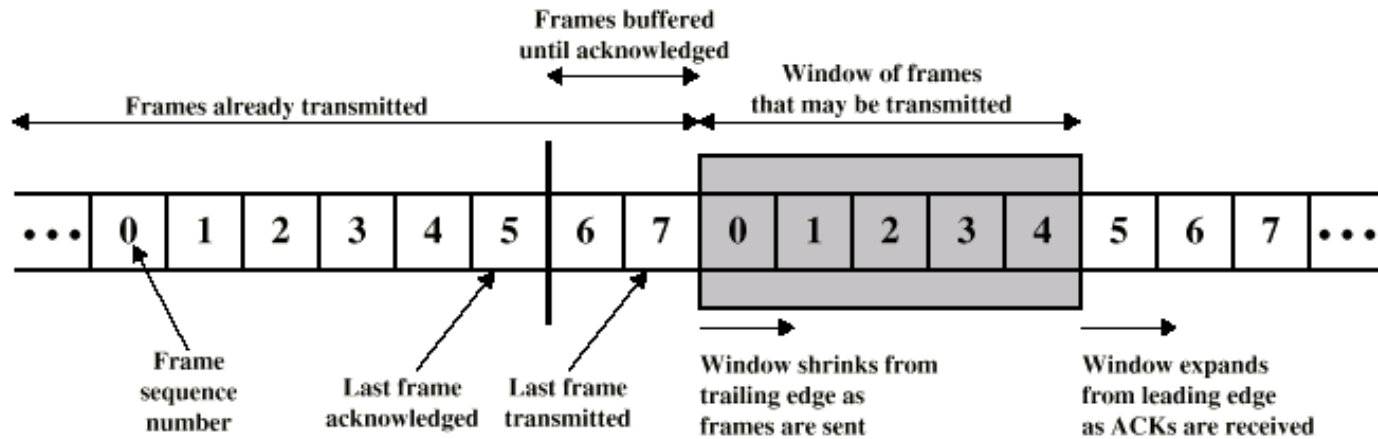 Frames buffered
until acknowledged
Window of frames
that may be transmitted
Frames already transmitted
••• 0 1 2 3 4 5 6 7 0 1 2 3 4 5 6 7 •••
Frame
sequence
number
Last frame
acknowledged
Last frame
transmitted
Window shrinks from
trailing edge as
frames are sent
Window expands
from leading edge
as ACKs are received